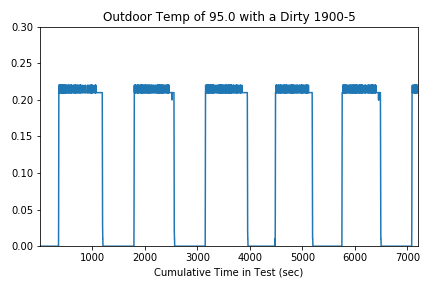 Outdoor Temp of 95.0 with a Dirty 1900-5
0.30
0.25
0.20
0.15
0.10
0.05
0.00
1000 2000 3000 4000 5000 6000 7000
Cumulative Time in Test (sec)